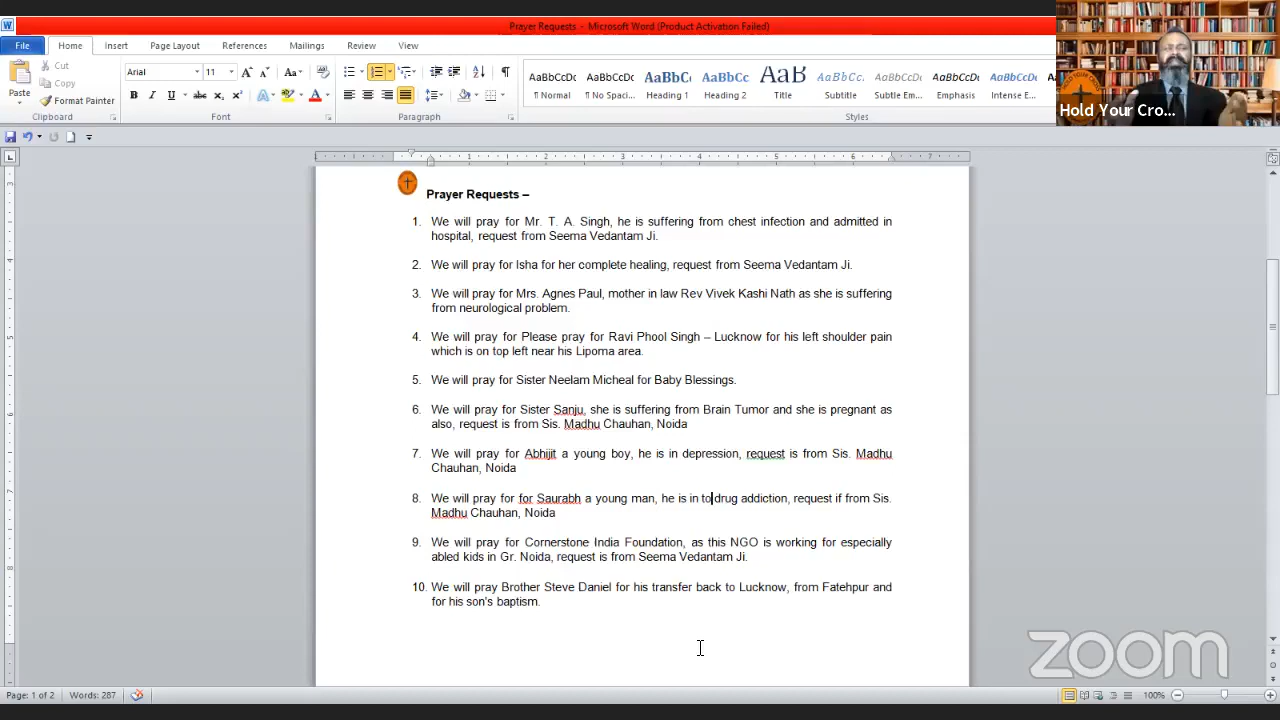 Prayer Requests - Microsoft Word (Product Activation Failed)
File Home Insert Page Layout References Mailings Review View
Paste
Cut
Copy
Format Painter
Arial 11
AaBbCcDc AaBbCcDc AaBbC AaBbCc AaB AaBbCc. AaBbCcDc AaBbCcDc AaBbCcDc
¶ Normal ¶ No Spaci... Heading 1 Heading 2 Title Subtitle Subtle Em... Emphasis Intense E...
Clipboard Font Paragraph Styles
Hold Your Cro...
Prayer Requests –
1. We will pray for Mr. T. A. Singh, he is suffering from chest infection and admitted in
hospital, request from Seema Vedantam Ji.
2. We will pray for Isha for her complete healing, request from Seema Vedantam Ji.
3. We will pray for Mrs. Agnes Paul, mother in law Rev Vivek Kashi Nath as she is suffering
from neurological problem.
4. We will pray for Please pray for Ravi Phool Singh – Lucknow for his left shoulder pain
which is on top left near his Lipoma area.
5. We will pray for Sister Neelam Micheal for Baby Blessings.
6. We will pray for Sister Sanju, she is suffering from Brain Tumor and she is pregnant as
also, request is from Sis. Madhu Chauhan, Noida
7. We will pray for Abhijit a young boy, he is in depression, request is from Sis. Madhu
Chauhan, Noida
8. We will pray for for Saurabh a young man, he is in to drug addiction, request if from Sis.
Madhu Chauhan, Noida
9. We will pray for Cornerstone India Foundation, as this NGO is working for especially
abled kids in Gr. Noida, request is from Seema Vedantam Ji.
10. We will pray Brother Steve Daniel for his transfer back to Lucknow, from Fatehpur and
for his son's baptism.
zoom
Page: 1 of 2 Words: 287 100%